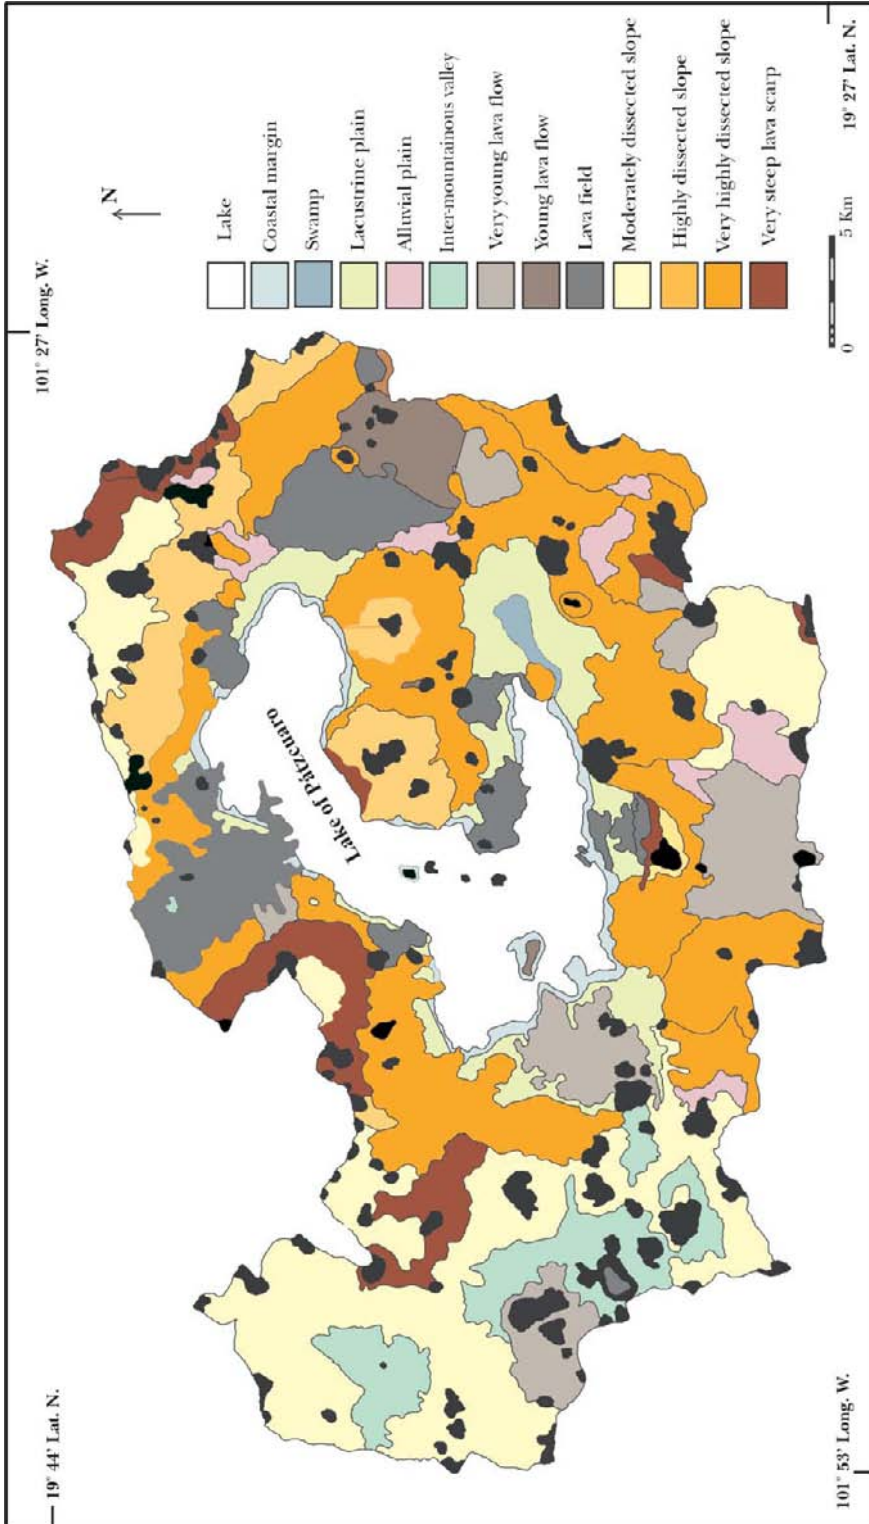 19° 44' Lat. N.
101° 27' Long. W.
N
Lake of Pátzcuaro
Lake
Coastal margin
Swamp
Lacustrine plain
Alluvial plain
Inter-mountainous valley
Very young lava flow
Young lava flow
Lava field
Moderately dissected slope
Highly dissected slope
Very highly dissected slope
Very steep lava scarp
0 5 Km
101° 53' Long. W.
19° 27' Lat. N.